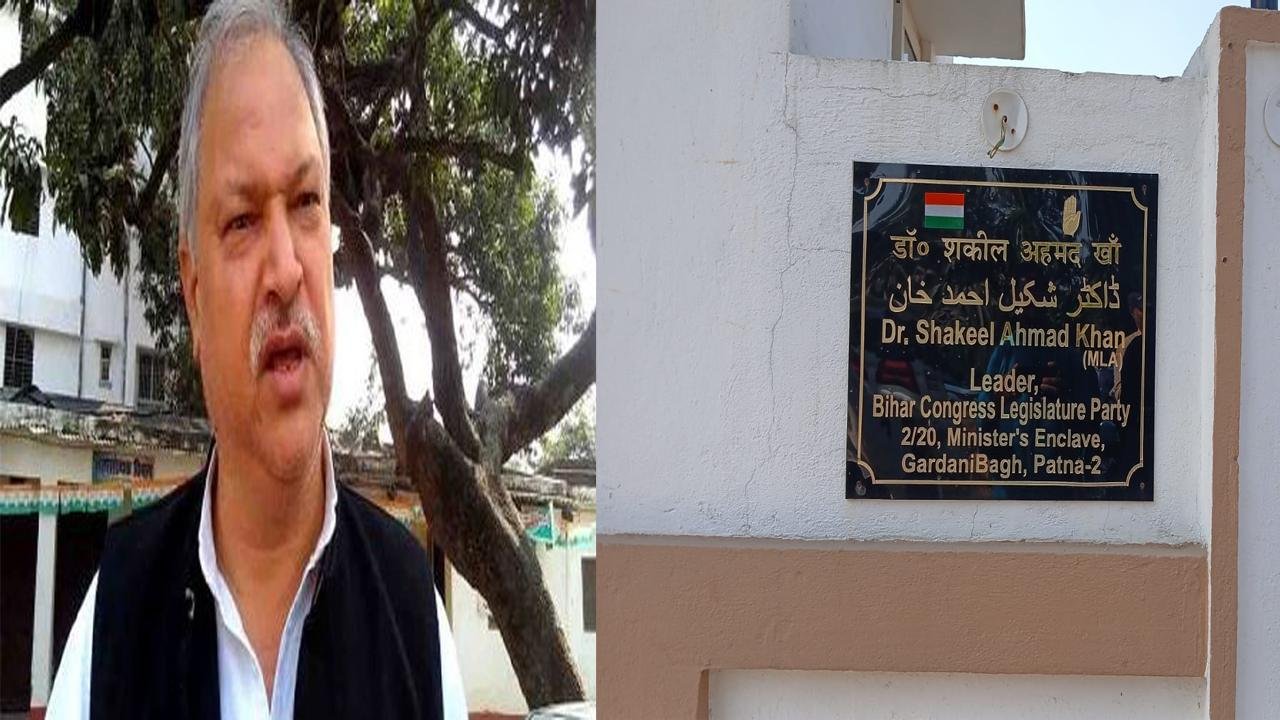 डॉ० शकील अहमद खाँ
ڈاکٹر شکیل احمد خان
Dr. Shakeel Ahmad Khan
(MLA)
Leader,
Bihar Congress Legislature Party
2/20, Minister's Enclave,
GardaniBagh, Patna-2